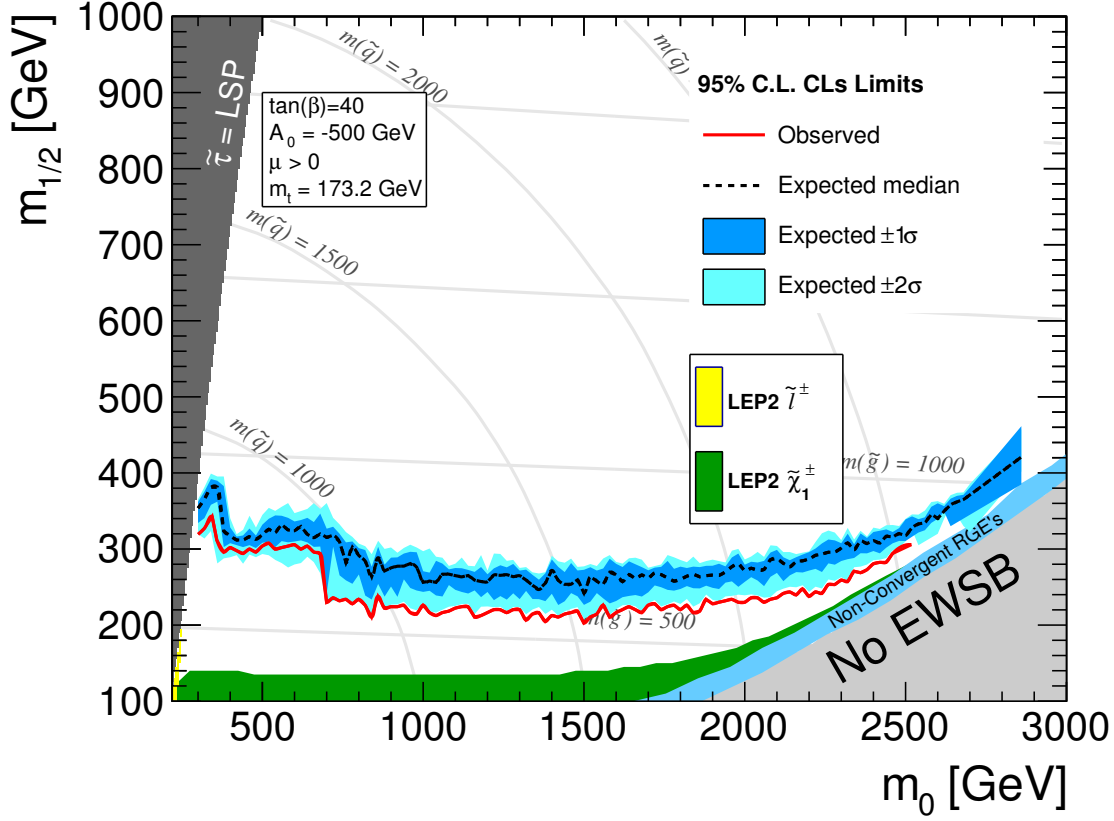 m1/2 [GeV]
1000
900
800
700
600
500
400
300
200
100
500
1000
1500
2000
2500
3000
m0 [GeV]
τ̃ = LSP
tan(β)=40
A0 = -500 GeV
μ > 0
mt = 173.2 GeV
m(q̃) = 2000
m(q̃)
m(q̃) = 1500
m(q̃) = 1000
95% C.L. CLs Limits
Observed
Expected median
Expected ±1σ
Expected ±2σ
LEP2 l̃±
LEP2 χ̃1±
m(g̃) = 1000
= 500
Non-Convergent RGE's
No EWSB